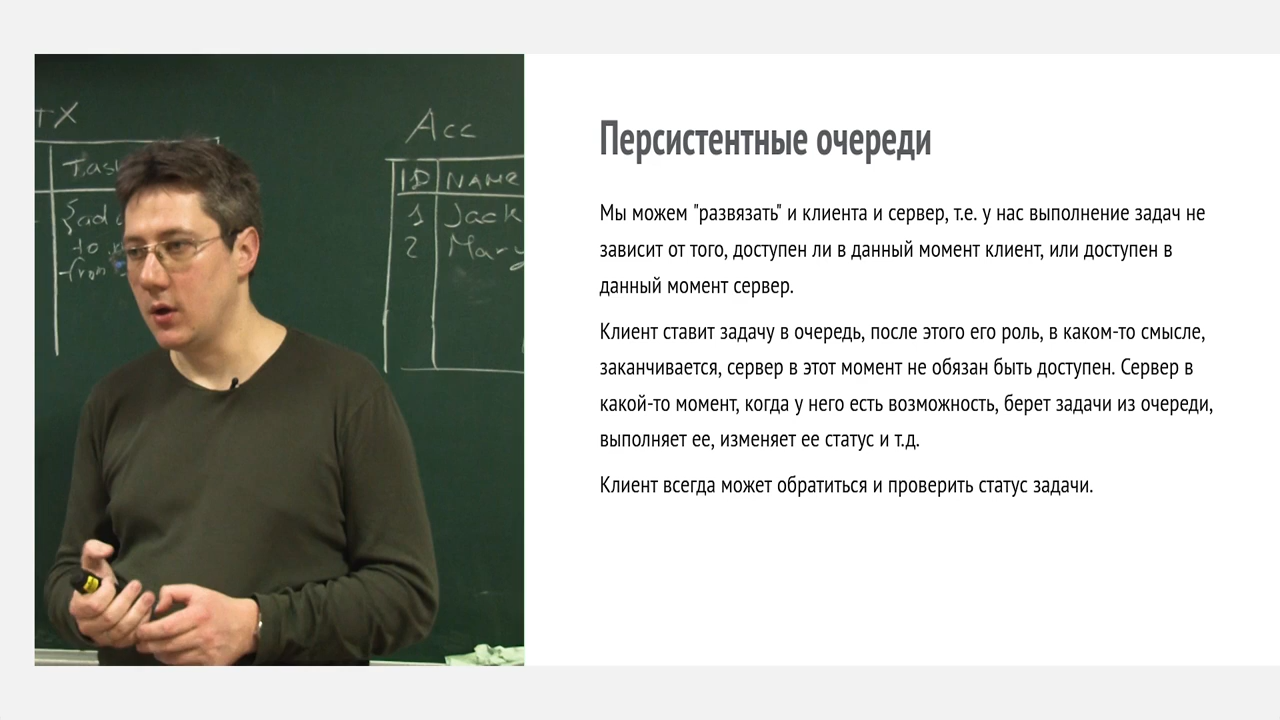 TX
Acc
ID NAME
1 Jack
2 Mary
Персистентные очереди
Мы можем "развязать" и клиента и сервер, т.е. у нас выполнение задач не
зависит от того, доступен ли в данный момент клиент, или доступен в
данный момент сервер.
Клиент ставит задачу в очередь, после этого его роль, в каком-то смысле,
заканчивается, сервер в этот момент не обязан быть доступен. Сервер в
какой-то момент, когда у него есть возможность, берет задачи из очереди,
выполняет ее, изменяет ее статус и т.д.
Клиент всегда может обратиться и проверить статус задачи.